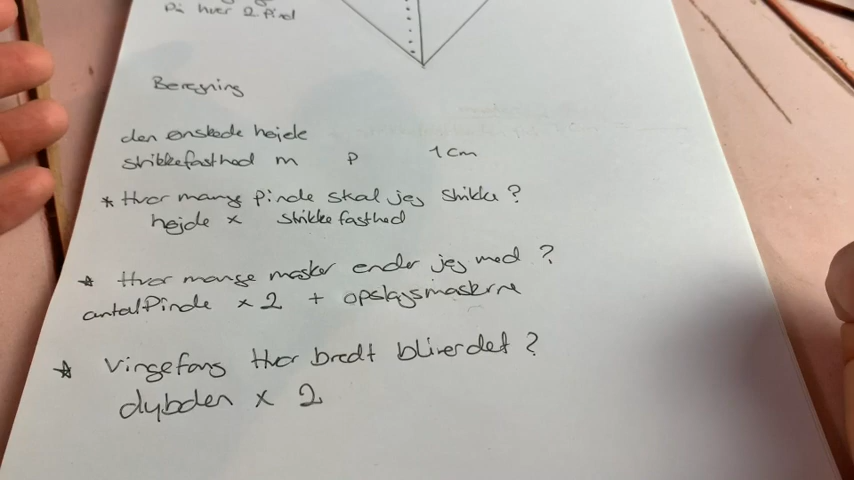 På hver 2. pind
Beregning
den ønskede højde
strikkefasthed m p 1 cm
* Hvor mange pinde skal jeg strikke?
højde x strikkefasthed
* Hvor mange masker ender jeg med?
antal Pinde x 2 + opslagsmaskerne
* Vingefang Hvor bredt bliver det?
dybden x 2